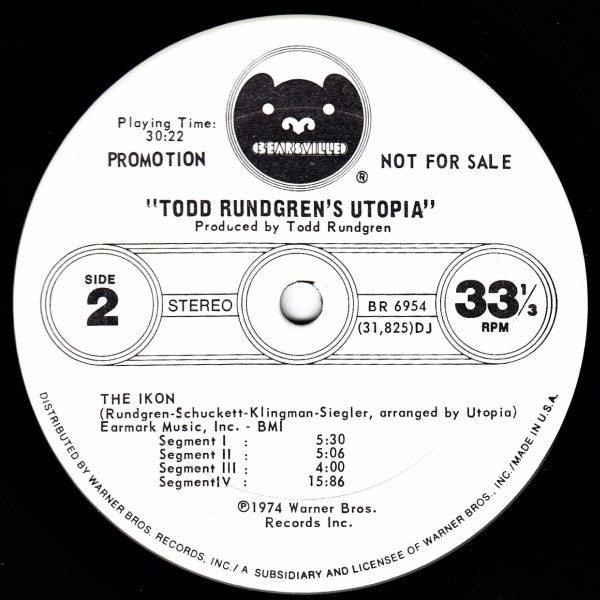 BEARSVILLE
®
Playing Time:
30:22
PROMOTION
NOT FOR SALE
"TODD RUNDGREN'S UTOPIA"
Produced by Todd Rundgren
SIDE
2
STEREO
BR 6954
(31,825)DJ
33⅓
RPM
THE IKON
(Rundgren-Schuckett-Klingman-Siegler, arranged by Utopia)
Earmark Music, Inc. - BMI
Segment I : 5:30
Segment II : 5:06
Segment III : 4:00
SegmentIV : 15:86
℗1974 Warner Bros.
Records Inc.
DISTRIBUTED BY WARNER BROS. RECORDS, INC./A SUBSIDIARY AND LICENSEE OF WARNER BROS., INC./MADE IN U.S.A.